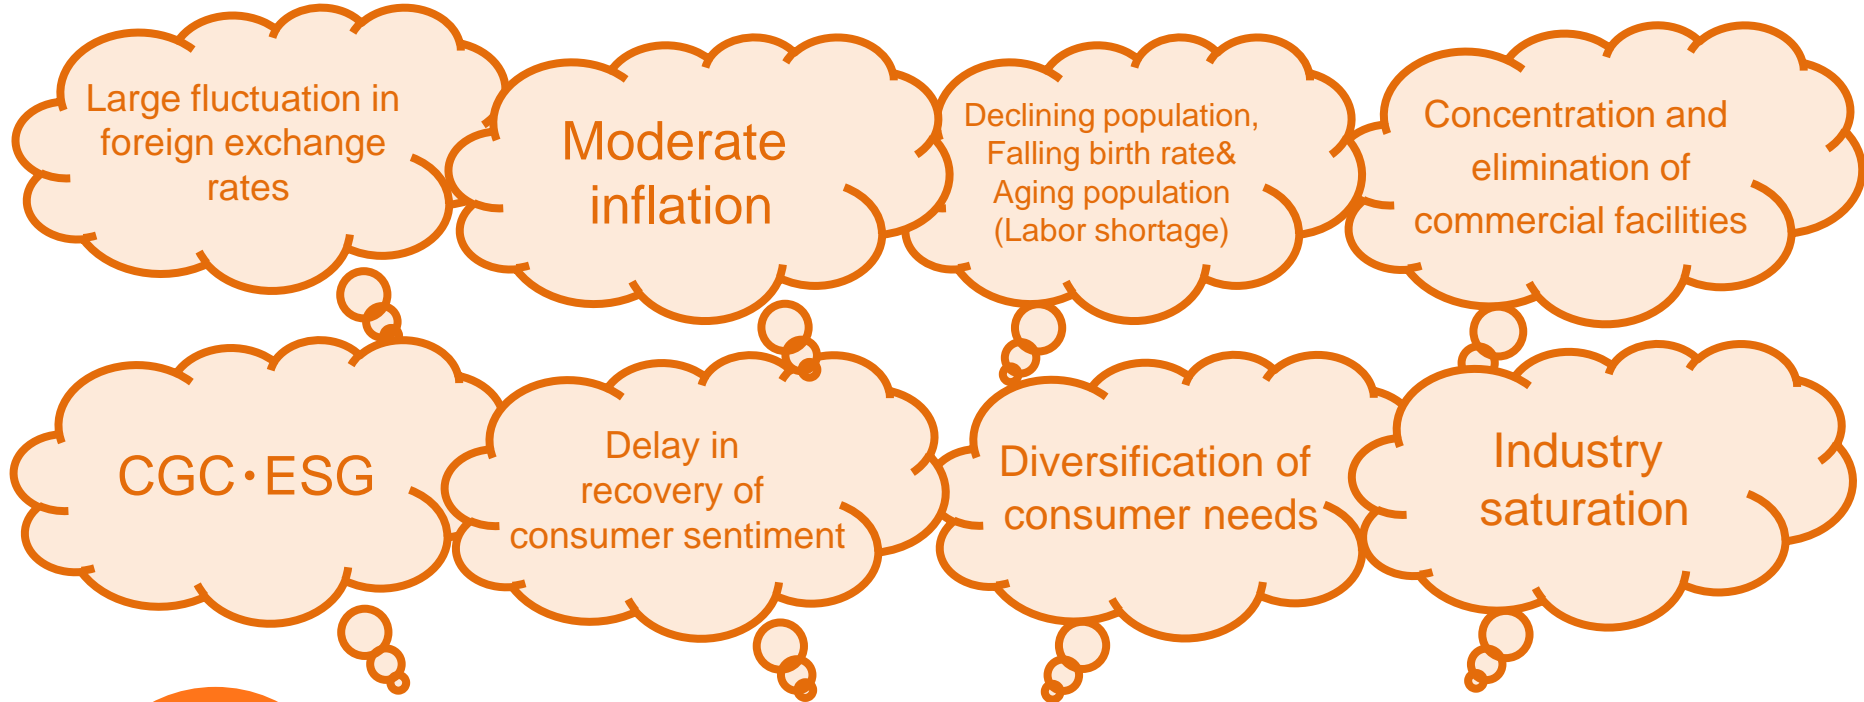 Large fluctuation in
foreign exchange
rates
Moderate
inflation
Declining population,
Falling birth rate&
Aging population
(Labor shortage)
Concentration and
elimination of
commercial facilities
CGC・ESG
Delay in
recovery of
consumer sentiment
Diversification of
consumer needs
Industry
saturation